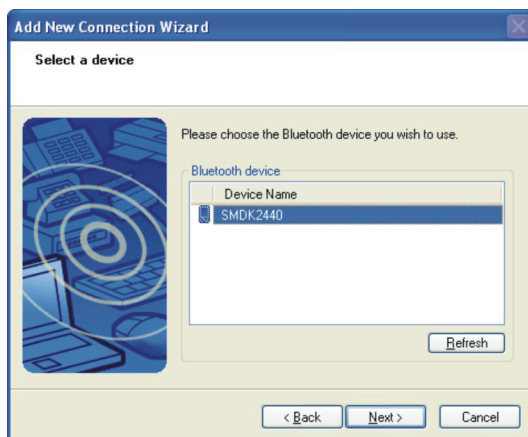 Add New Connection Wizard
Select a device
Please choose the Bluetooth device you wish to use.
Bluetooth device
Device Name
SMDK2440
Refresh
< Back
Next >
Cancel